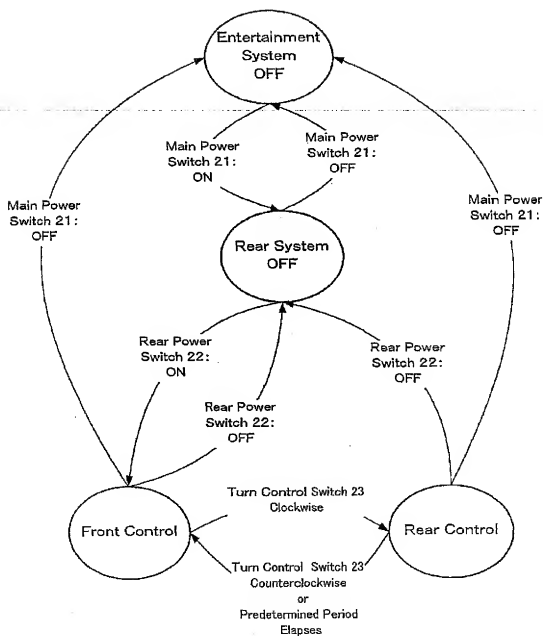 Entertainment
System
OFF
Main Power
Switch 21:
ON
Main Power
Switch 21:
OFF
Main Power
Switch 21:
OFF
Main Power
Switch 21:
OFF
Rear System
OFF
Rear Power
Switch 22:
ON
Rear Power
Switch 22:
OFF
Rear Power
Switch 22:
OFF
Front Control
Turn Control Switch 23
Clockwise
Rear Control
Turn Control Switch 23
Counterclockwise
or
Predetermined Period
Elapses